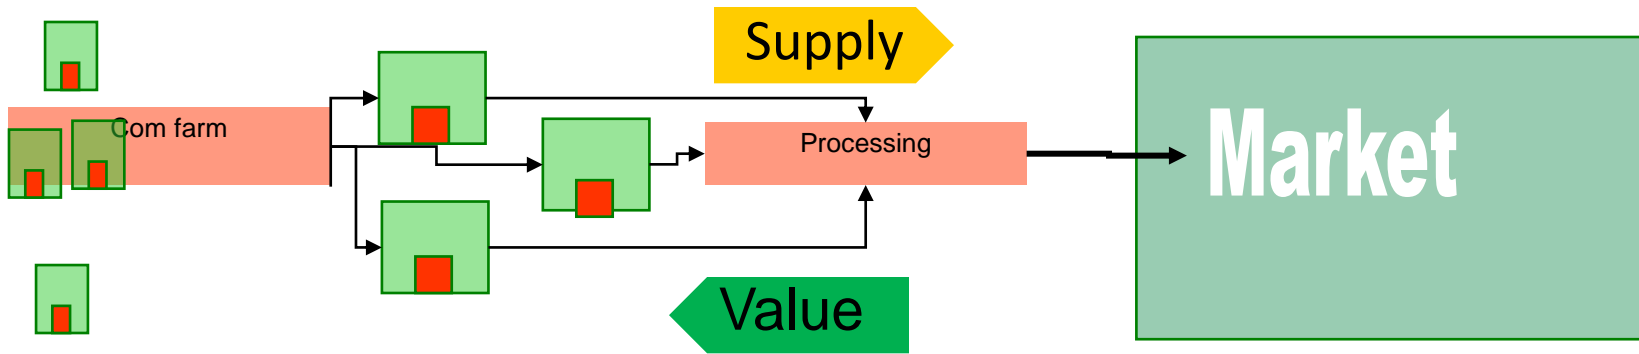 Supply
Com farm
Processing
Market
Value